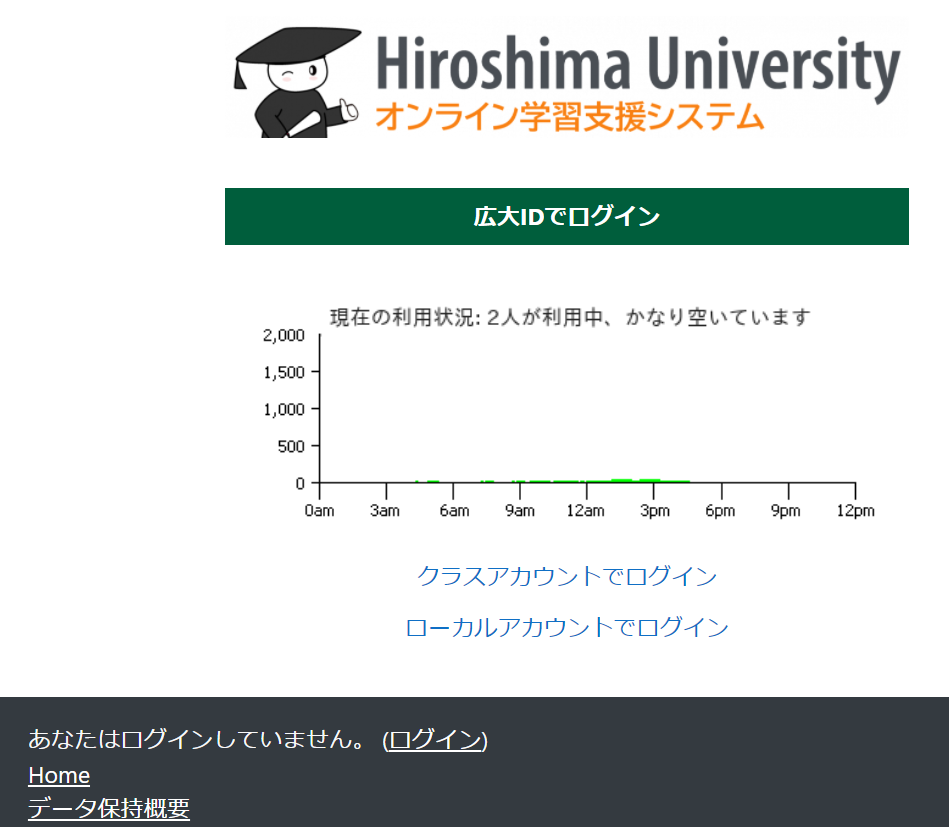 Hiroshima University
オンライン学習支援システム
広大IDでログイン
現在の利用状況: 2人が利用中、かなり空いています
2,000
1,500
1,000
500
0
0am 3am 6am 9am 12am 3pm 6pm 9pm 12pm
クラスアカウントでログイン
ローカルアカウントでログイン
あなたはログインしていません。 (ログイン)
Home
データ保持概要